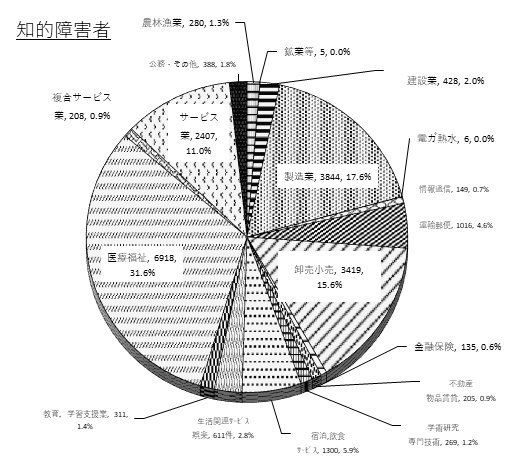 知的障害者
農林漁業, 280, 1.3%
鉱業等, 5, 0.0%
公務・その他, 388, 1.8%
建設業, 428, 2.0%
複合サービス
業, 208, 0.9%
サービス
業, 2407,
11.0%
電ガ熱水, 6, 0.0%
製造業, 3844, 17.6%
情報通信, 149, 0.7%
運輸郵便, 1016, 4.6%
医療福祉, 6918,
31.6%
卸売小売, 3419,
15.6%
金融保険, 135, 0.6%
不動産
物品賃貸, 205, 0.9%
教育, 学習支援業, 311,
1.4%
生活関連サービス
娯楽, 611件, 2.8%
宿泊,飲食
サービス, 1300, 5.9%
学術研究
専門技術, 269, 1.2%